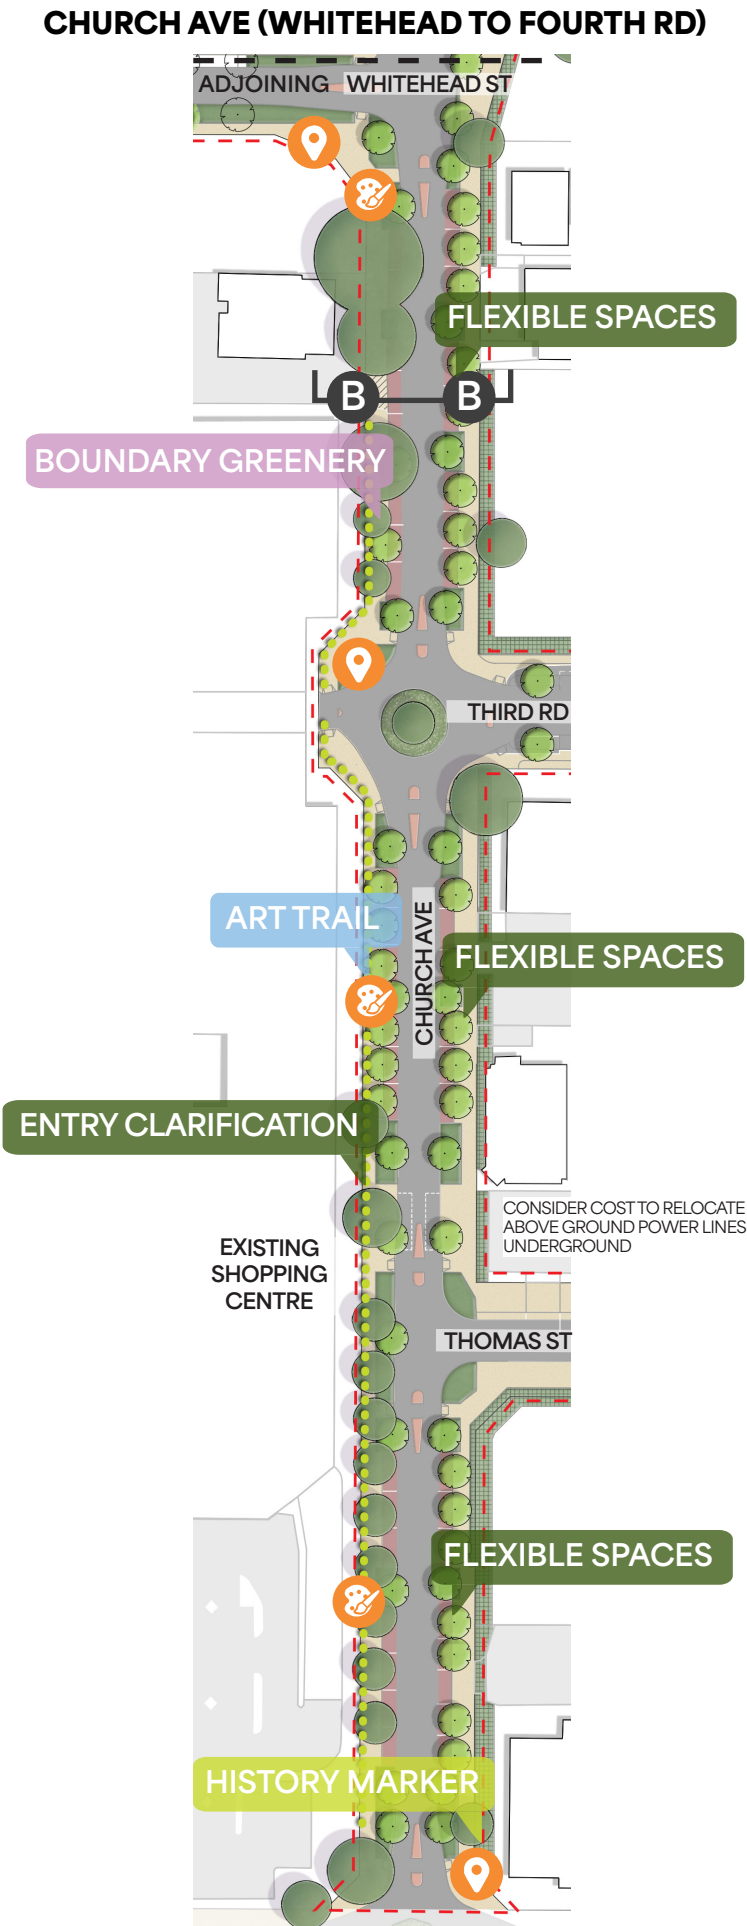 CHURCH AVE (WHITEHEAD TO FOURTH RD)
ADJOINING WHITEHEAD ST
FLEXIBLE SPACES
B B
BOUNDARY GREENERY
THIRD RD
ART TRAIL
CHURCH AVE
FLEXIBLE SPACES
ENTRY CLARIFICATION
CONSIDER COST TO RELOCATE
ABOVE GROUND POWER LINES
UNDERGROUND
EXISTING
SHOPPING
CENTRE
THOMAS ST
FLEXIBLE SPACES
HISTORY MARKER